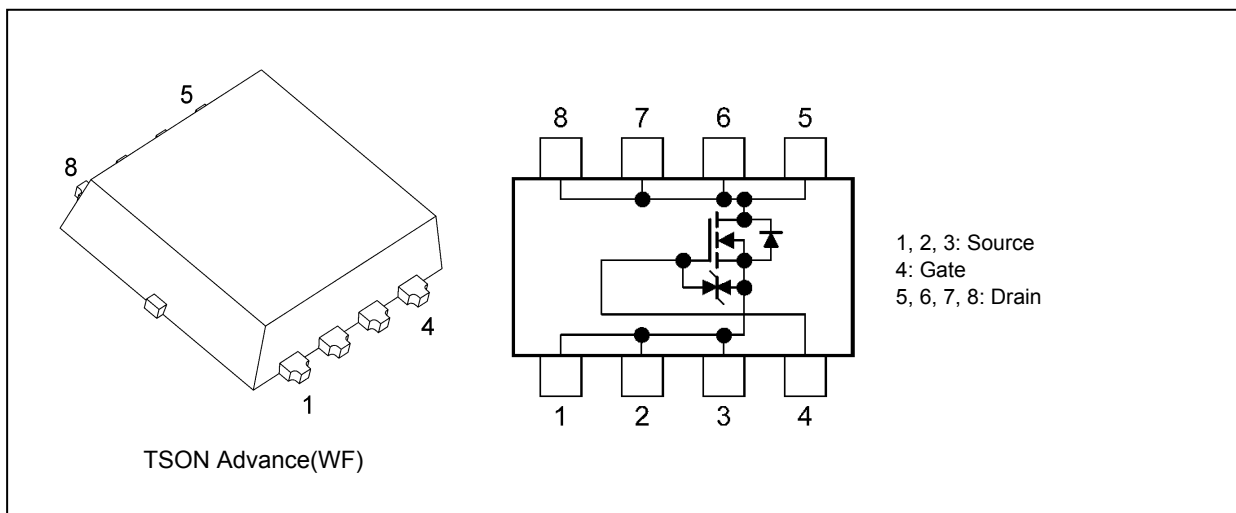 5
8
4
1
TSON Advance(WF)
8 7 6 5
1 2 3 4
1, 2, 3: Source
4: Gate
5, 6, 7, 8: Drain